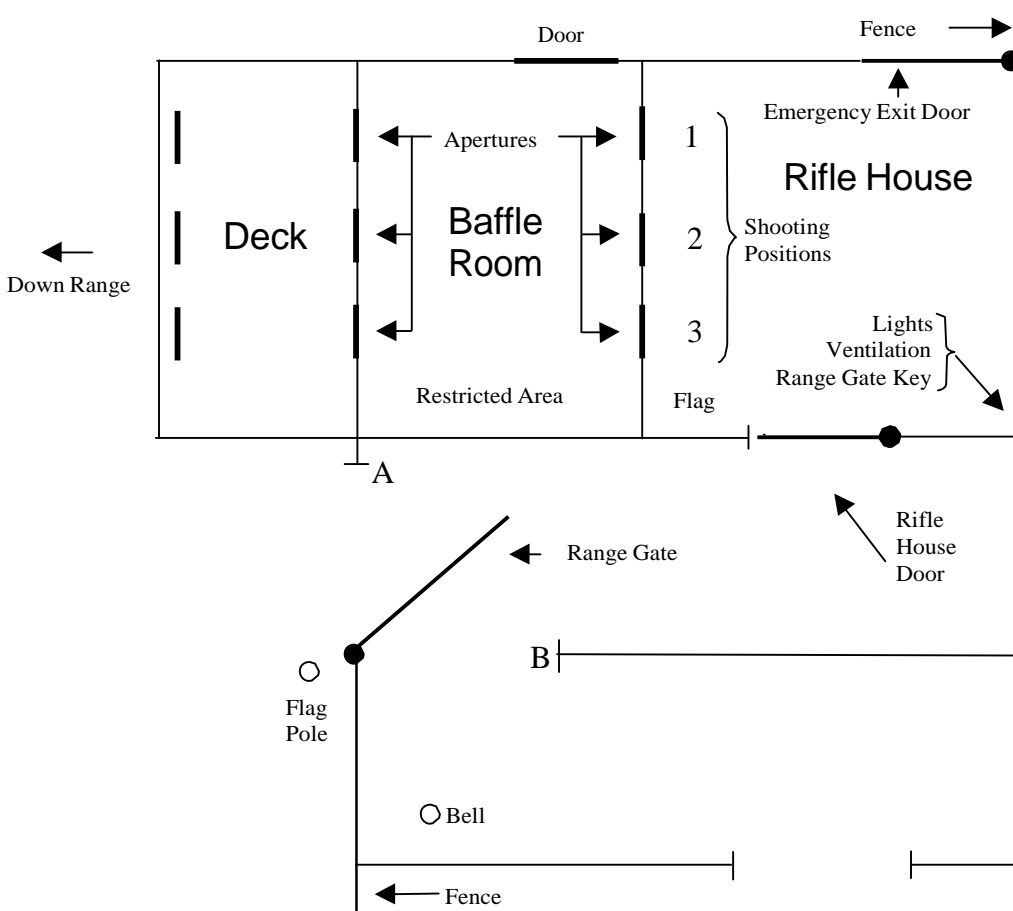 Door
Fence
Emergency Exit Door
Apertures
1
Rifle House
Deck
Baffle
Room
2
Shooting
Positions
Down Range
3
Lights
Ventilation
Range Gate Key
Restricted Area
Flag
A
Rifle
House
Door
Range Gate
B
Flag
Pole
Bell
Fence